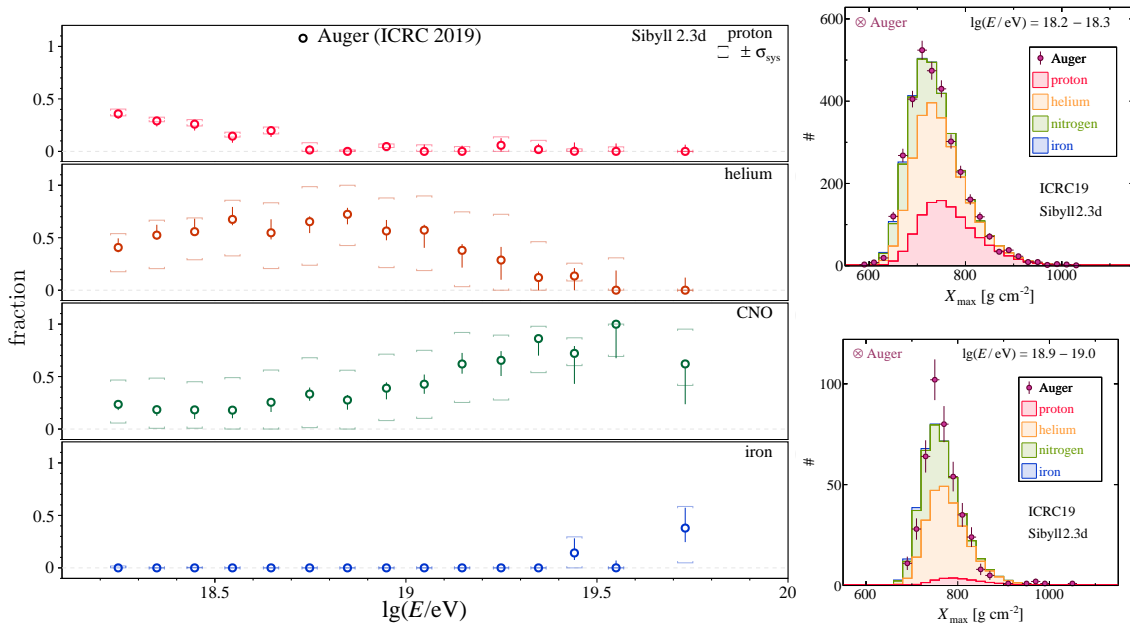 Auger (ICRC 2019)
Sibyll 2.3d
proton
± σsys
1
0.5
0
helium
1
0.5
0
CNO
1
0.5
0
iron
1
0.5
0
fraction
18.5
19
19.5
20
lg(E/eV)
⊗ Auger
lg(E/eV) = 18.2 − 18.3
Auger
proton
helium
nitrogen
iron
ICRC19
Sibyll2.3d
600
400
200
0
#
600
800
1000
Xmax [g cm−2]
⊗ Auger
lg(E/eV) = 18.9 − 19.0
Auger
proton
helium
nitrogen
iron
ICRC19
Sibyll2.3d
100
50
0
#
600
800
1000
Xmax [g cm−2]